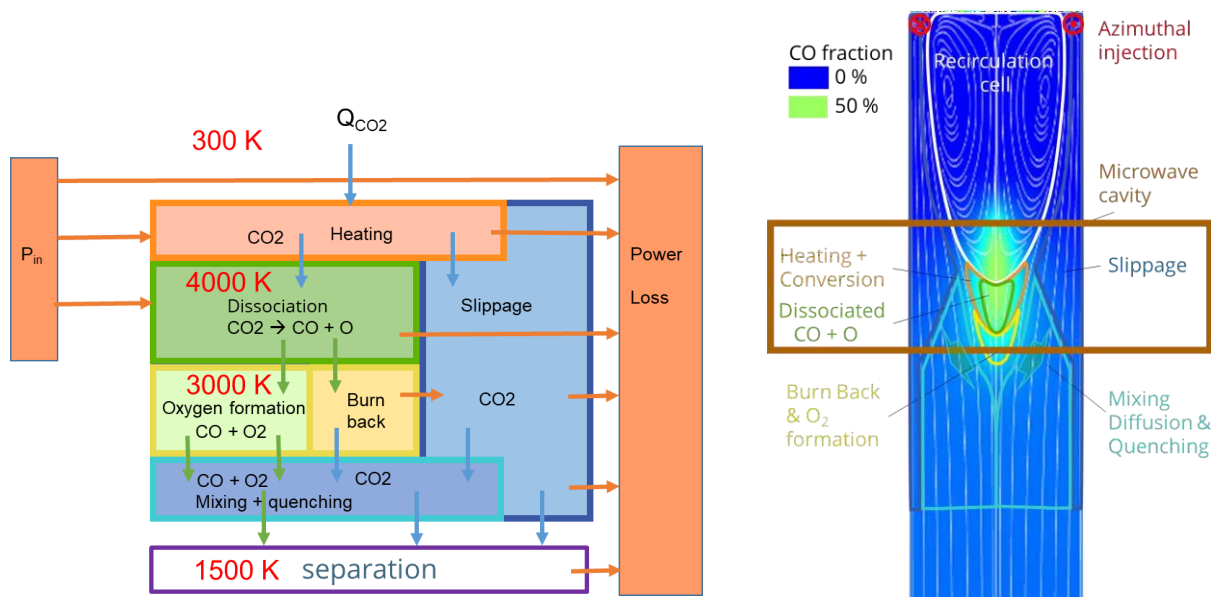 300 K
Q_CO2
P_in
CO2 Heating
4000 K
Dissociation
CO2 → CO + O
Slippage
3000 K
Oxygen formation
CO + O2
Burn
back
CO2
CO + O2 CO2
Mixing + quenching
1500 K separation
Power
Loss
CO fraction
0 %
50 %
Recirculation
cell
Azimuthal
injection
Microwave
cavity
Heating +
Conversion
Slippage
Dissociated
CO + O
Burn Back
& O₂
formation
Mixing
Diffusion &
Quenching